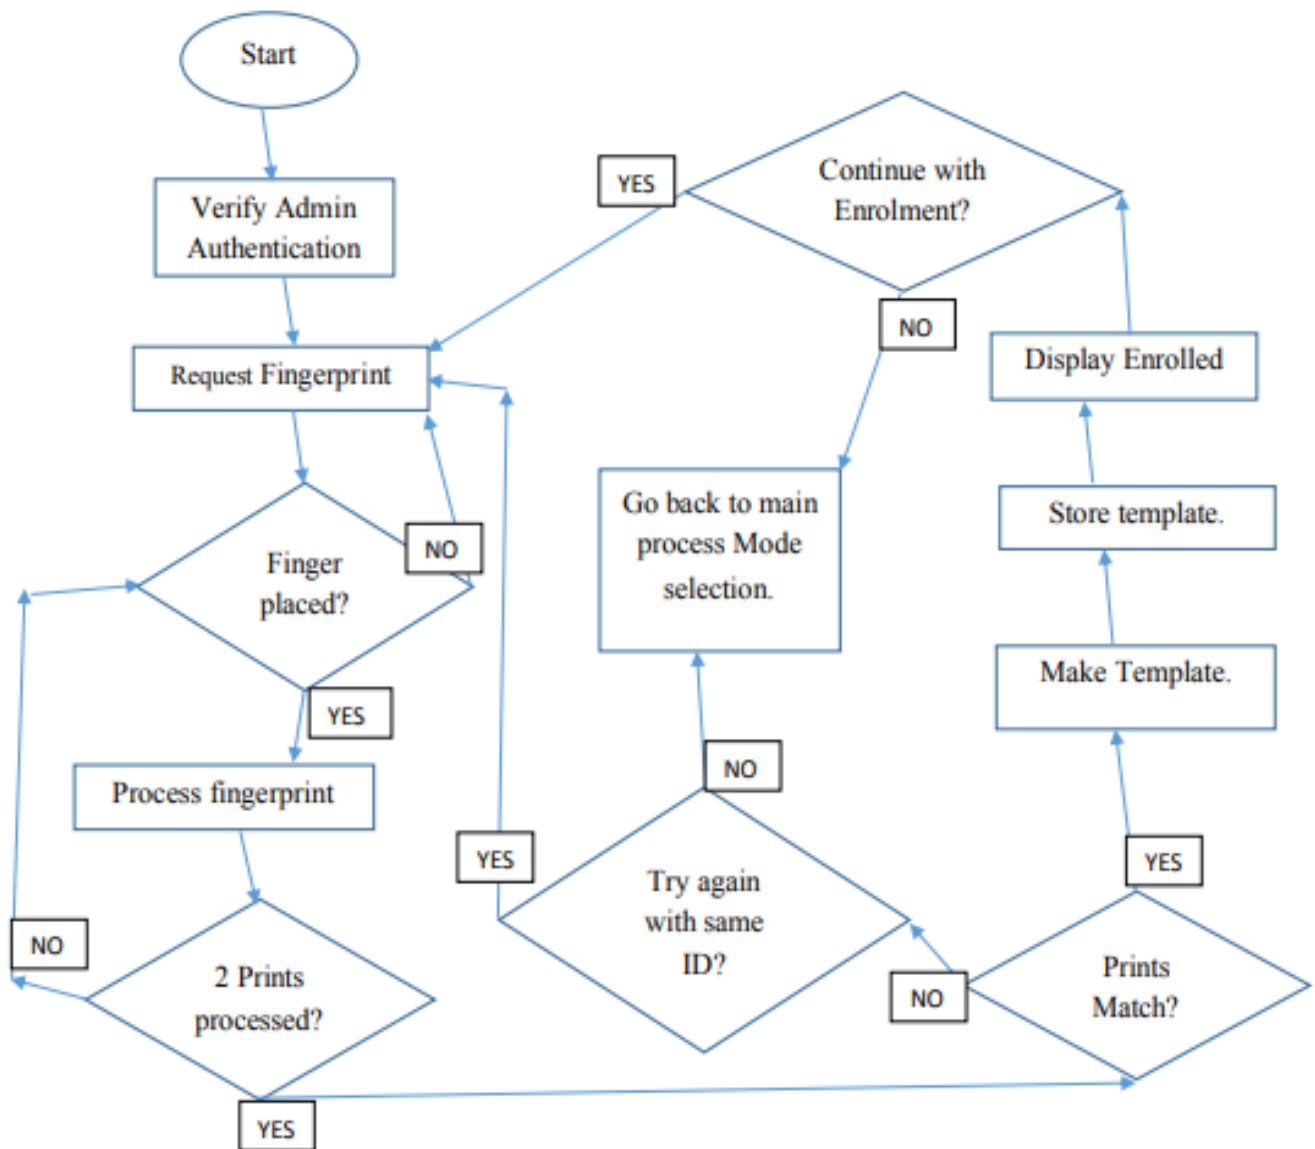 Start
Verify Admin
Authentication
Request Fingerprint
Finger
placed?
NO
YES
Process fingerprint
2 Prints
processed?
NO
YES
Prints
Match?
NO
YES
Try again
with same
ID?
YES
NO
Go back to main
process Mode
selection.
Make Template.
Store template.
Display Enrolled
Continue with
Enrolment?
YES
NO